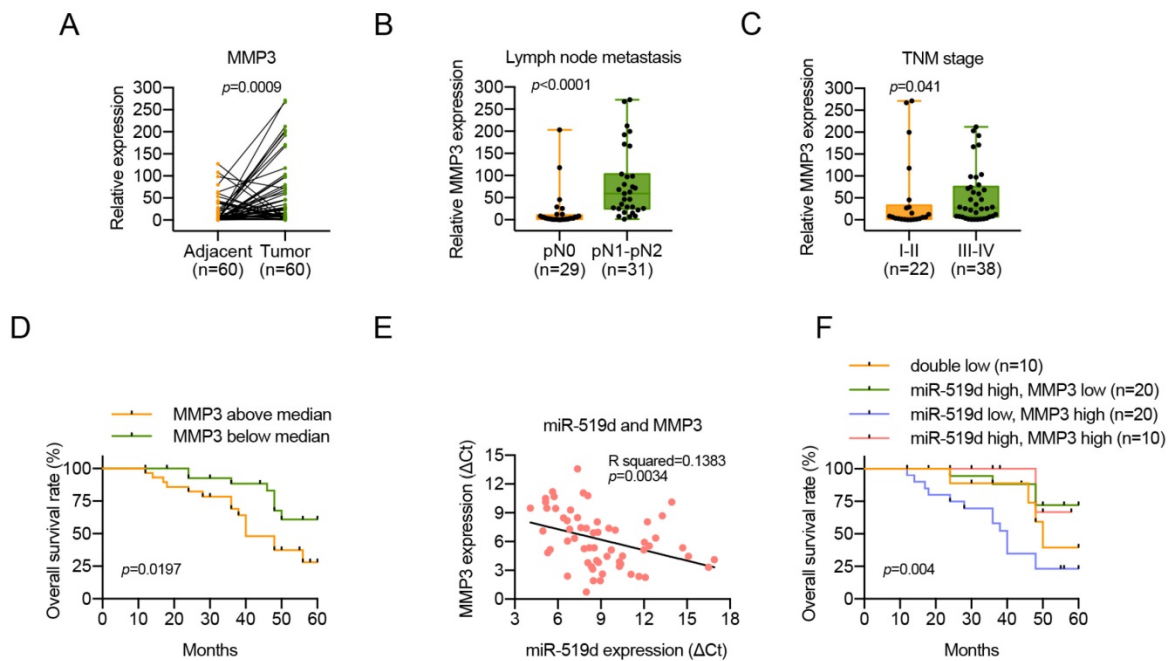 A
MMP3
p=0.0009
Relative expression
300
250
200
150
100
50
0
Adjacent Tumor
(n=60) (n=60)
B
Lymph node metastasis
p<0.0001
Relative MMP3 expression
300
250
200
150
100
50
0
pN0 pN1-pN2
(n=29) (n=31)
C
TNM stage
p=0.041
Relative MMP3 expression
300
250
200
150
100
50
0
I-II III-IV
(n=22) (n=38)
D
MMP3 above median
MMP3 below median
Overall survival rate (%)
100
75
50
25
0
p=0.0197
0 10 20 30 40 50 60
Months
E
miR-519d and MMP3
R squared=0.1383
p=0.0034
MMP3 expression (ΔCt)
15
12
9
6
3
0
3 6 9 12 15 18
miR-519d expression (ΔCt)
F
double low (n=10)
miR-519d high, MMP3 low (n=20)
miR-519d low, MMP3 high (n=20)
miR-519d high, MMP3 high (n=10)
Overall survival rate (%)
100
75
50
25
0
p=0.004
0 10 20 30 40 50 60
Months